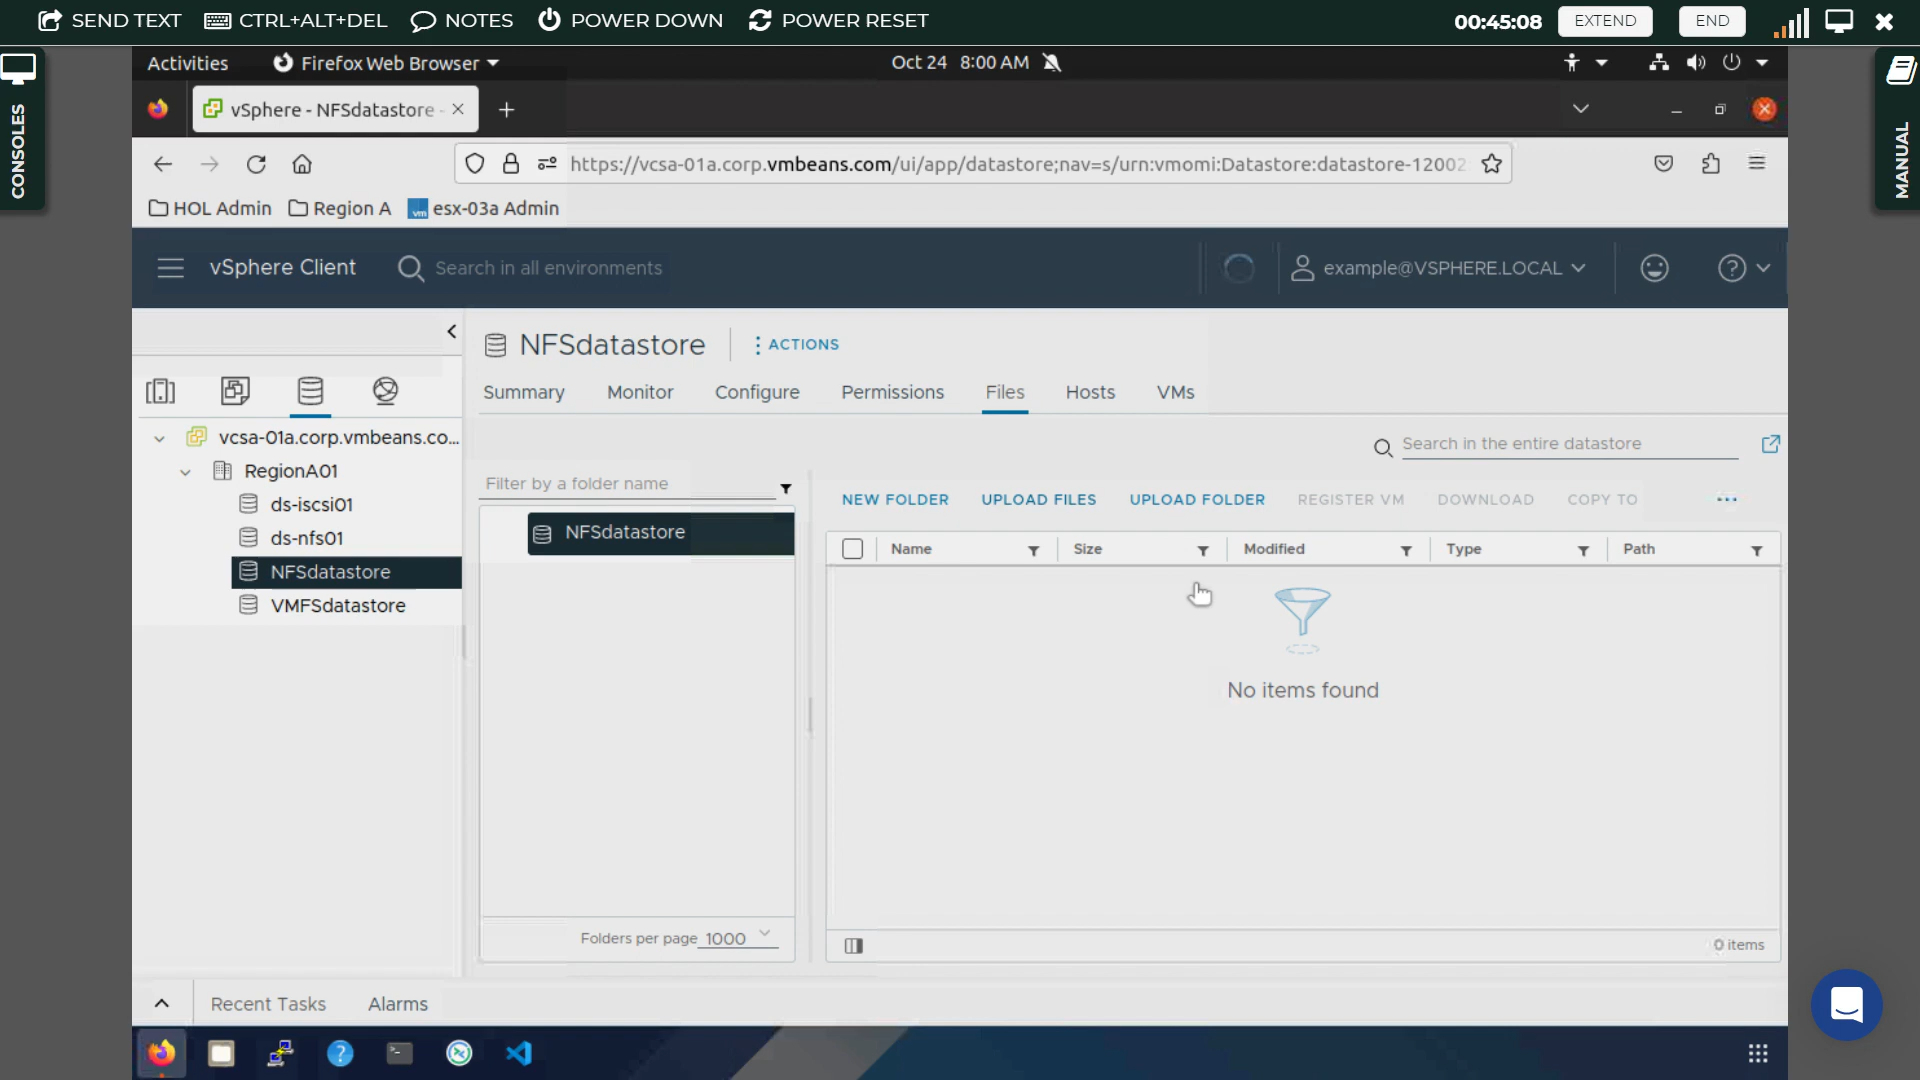 SEND TEXT CTRL+ALT+DEL NOTES POWER DOWN POWER RESET 00:45:08 EXTEND END
CONSOLES
MANUAL
Activities Firefox Web Browser Oct 24 8:00 AM
vSphere - NFSdatastore -
https://vcsa-01a.corp.vmbeans.com/ui/app/datastore;nav=s/urn:vmomi:Datastore:datastore-12002
HOL Admin Region A vm esx-03a Admin
vSphere Client Search in all environments example@VSPHERE.LOCAL
NFSdatastore ACTIONS
Summary Monitor Configure Permissions Files Hosts VMs
vcsa-01a.corp.vmbeans.co...
RegionA01
ds-iscsi01
ds-nfs01
NFSdatastore
VMFSdatastore
Search in the entire datastore
Filter by a folder name
NFSdatastore
Folders per page 1000
NEW FOLDER UPLOAD FILES UPLOAD FOLDER REGISTER VM DOWNLOAD COPY TO ...
Name Size Modified Type Path
No items found
0 items
Recent Tasks Alarms